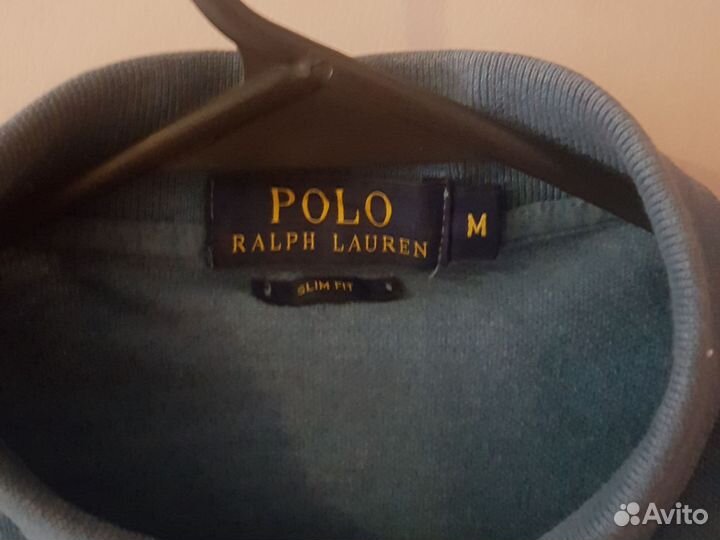 POLO
RALPH LAUREN
M
SLIM FIT
Avito